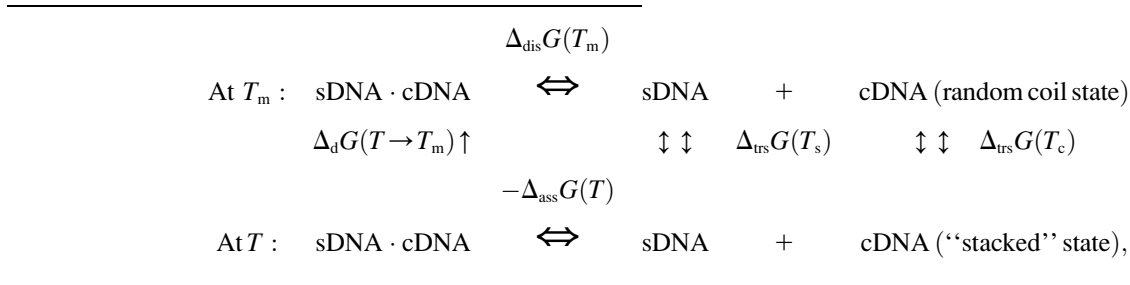 Δ_dis G(T_m)
At T_m : sDNA · cDNA ⇔ sDNA + cDNA (random coil state)
Δ_d G(T → T_m) ↑ ↕ ↕ Δ_trs G(T_s) ↕ ↕ Δ_trs G(T_c)
−Δ_ass G(T)
At T : sDNA · cDNA ⇔ sDNA + cDNA (‘‘stacked’’ state),